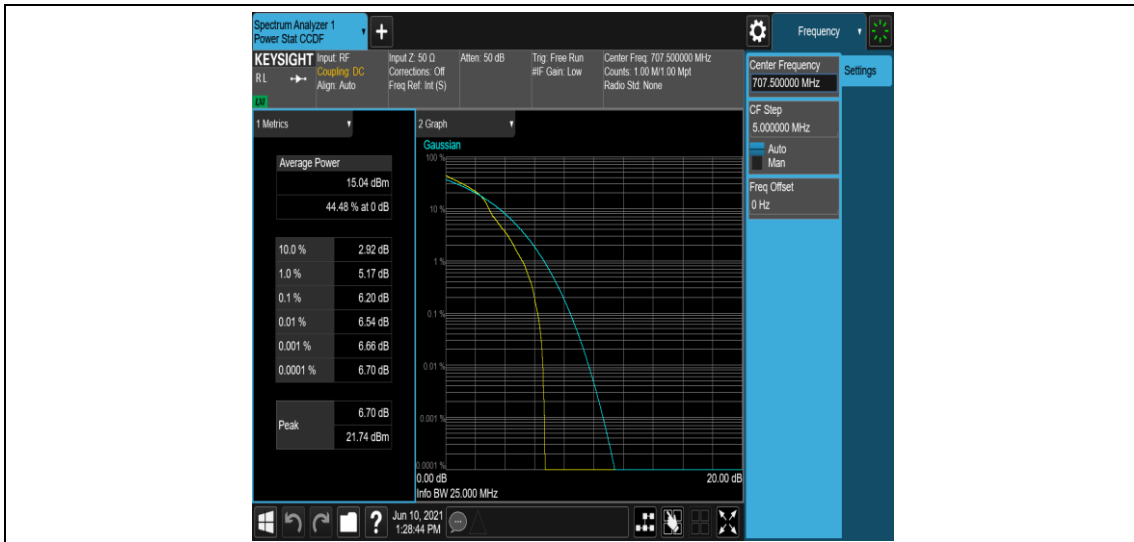 Spectrum Analyzer 1
Power Stat CCDF
Frequency
KEYSIGHT
RL
LXI
Input: RF
Coupling: DC
Align: Auto
Input Z: 50 Ω
Corrections: Off
Freq Ref: Int (S)
Atten: 50 dB
Trig: Free Run
#IF Gain: Low
Center Freq: 707.500000 MHz
Counts: 1.00 M/1.00 Mpt
Radio Std: None
Center Frequency
707.500000 MHz
Settings
CF Step
5.000000 MHz
Auto
Man
Freq Offset
0 Hz
1 Metrics
Average Power
15.04 dBm
44.48 % at 0 dB
10.0 % 2.92 dB
1.0 % 5.17 dB
0.1 % 6.20 dB
0.01 % 6.54 dB
0.001 % 6.66 dB
0.0001 % 6.70 dB
Peak
6.70 dB
21.74 dBm
2 Graph
Gaussian
100 %
10 %
1 %
0.1 %
0.01 %
0.001 %
0.0001 %
0.00 dB 20.00 dB
Info BW 25.000 MHz
?
Jun 10, 2021
1:28:44 PM